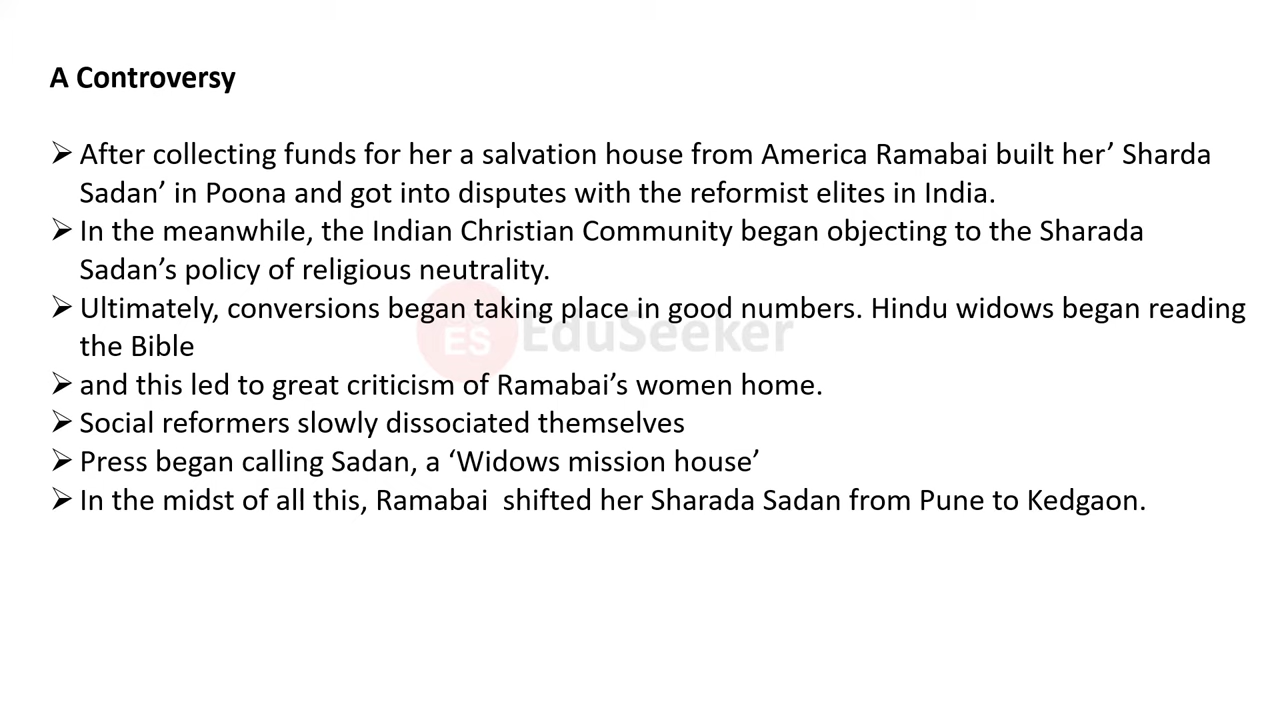 A Controversy
➢ After collecting funds for her a salvation house from America Ramabai built her’ Sharda
Sadan’ in Poona and got into disputes with the reformist elites in India.
➢ In the meanwhile, the Indian Christian Community began objecting to the Sharada
Sadan’s policy of religious neutrality.
➢ Ultimately, conversions began taking place in good numbers. Hindu widows began reading
the Bible
➢ and this led to great criticism of Ramabai’s women home.
➢ Social reformers slowly dissociated themselves
➢ Press began calling Sadan, a ‘Widows mission house’
➢ In the midst of all this, Ramabai  shifted her Sharada Sadan from Pune to Kedgaon.
ES EduSeeker